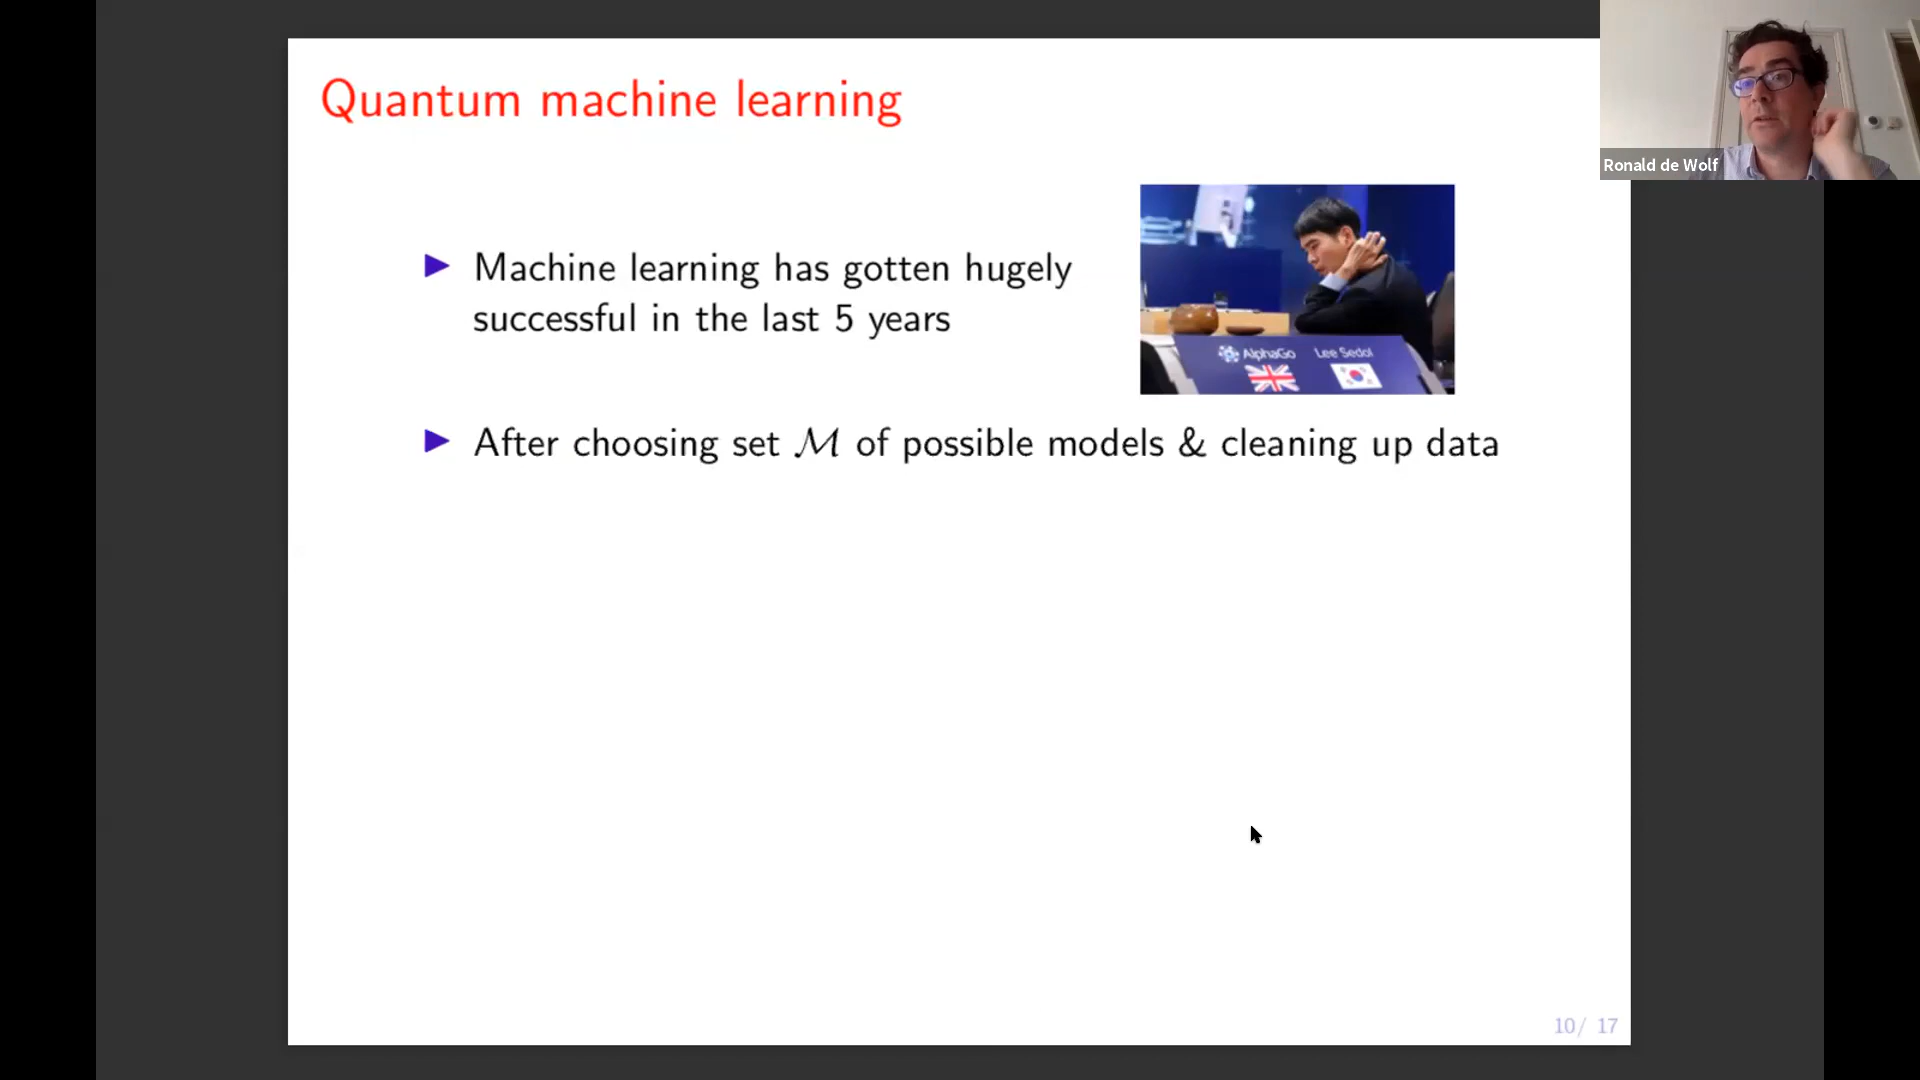 Quantum machine learning
Ronald de Wolf
▶ Machine learning has gotten hugely
successful in the last 5 years
AlphaGo Lee Sedol
▶ After choosing set ℳ of possible models & cleaning up data
10/ 17